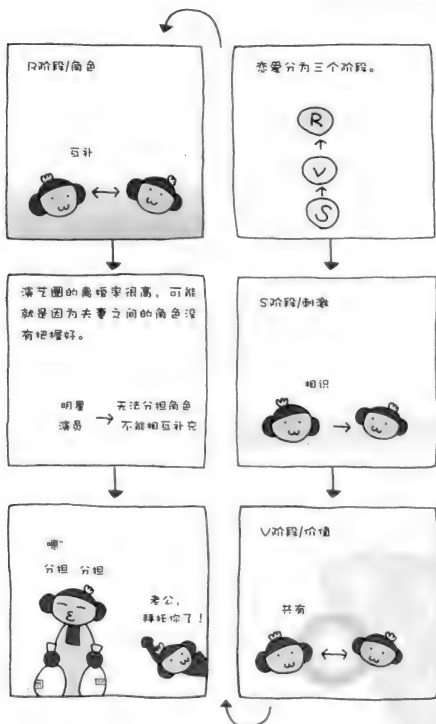 恋爱分为三个阶段。
R
V
S
S阶段/刺激
相识
V阶段/价值
共有
R阶段/角色
互补
演艺圈的离婚率很高，可能
就是因为夫妻之间的角色没
有把握好。
明星
演员
无法分担角色
不能相互补充
嗯~
分担 分担
老公，
拜托你了！